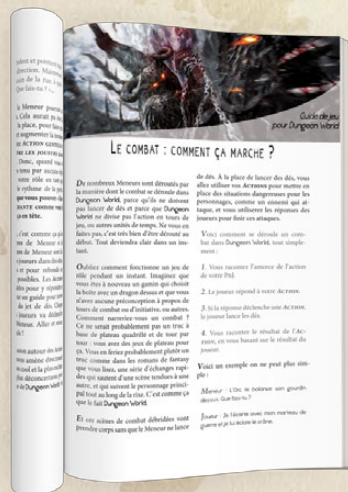 Guide de jeu
pour Dungeon World
LE COMBAT : COMMENT ÇA MARCHE ?
DE nombreux Meneurs sont déroutés par
la manière dont le combat se déroule dans
Dungeon World, parce qu'ils ne doivent
pas lancer de dés et parce que Dungeon
World ne divise pas l'action en tours de
jeu, ou autres unités de temps. Ne vous en
faites pas, c'est très bien d'être dérouté au
début. Tout deviendra clair dans un ins-
tant.
Oubliez comment fonctionne un jeu de
rôle pendant un instant. Imaginez que
vous êtes à nouveau un gamin qui choisit
la boîte avec un dragon dessus et que vous
n'avez aucune préconception à propos de
tours de combat ou d'initiative, ou autres.
Comment narreriez-vous un combat ?
Ce ne serait probablement pas un truc à
base de plateau quadrillé et de tour par
tour : vous avez des jeux de plateau pour
ça. Vous en feriez probablement plutôt un
truc comme dans les romans de fantasy
que vous lisez, une série d'échanges rapi-
des qui sautent d'une scène tendues à une
autre, et qui suivent le personnage princi-
pal tout au long de la rixe. C'est comme ça
que le fait Dungeon World.
Et ces scènes de combat débridées vont
prendre corps sans que le Meneur ne lance
de dés. À la place de lancer des dés, vous
allez utiliser vos ACTIONS pour mettre en
place des situations dangereuses pour les
personnages, comme un ennemi qui at-
taque, et vous utiliserez les réponses des
joueurs pour finir ces attaques.
Voici comment se déroule un com-
bat dans Dungeon World, tout simple-
ment :
1. Vous racontez l'amorce de l'action
de votre PNJ.
2. Le joueur répond à votre ACTION.
3. Si la réponse déclenche une ACTION,
le joueur lance les dés.
4. Vous racontez le résultat de l'AC-
TION, en vous basant sur le résultat du
joueur.
Voici un exemple on ne peut plus sim-
ple :
Meneur : L'Orc te balance son gourdin
dessus. Que fais-tu ?
Joueur : Je l'écarte avec mon marteau de
guerre et je lui éclate le crâne.